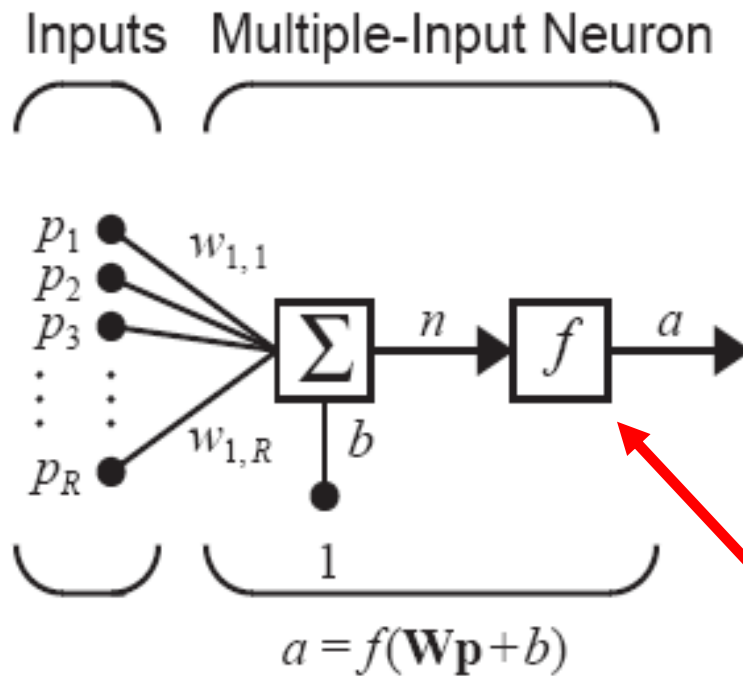 Inputs Multiple-Input Neuron
p1
w1,1
p2
p3
Σ
n
f
a
pR
w1,R
b
1
a = f(Wp+b)